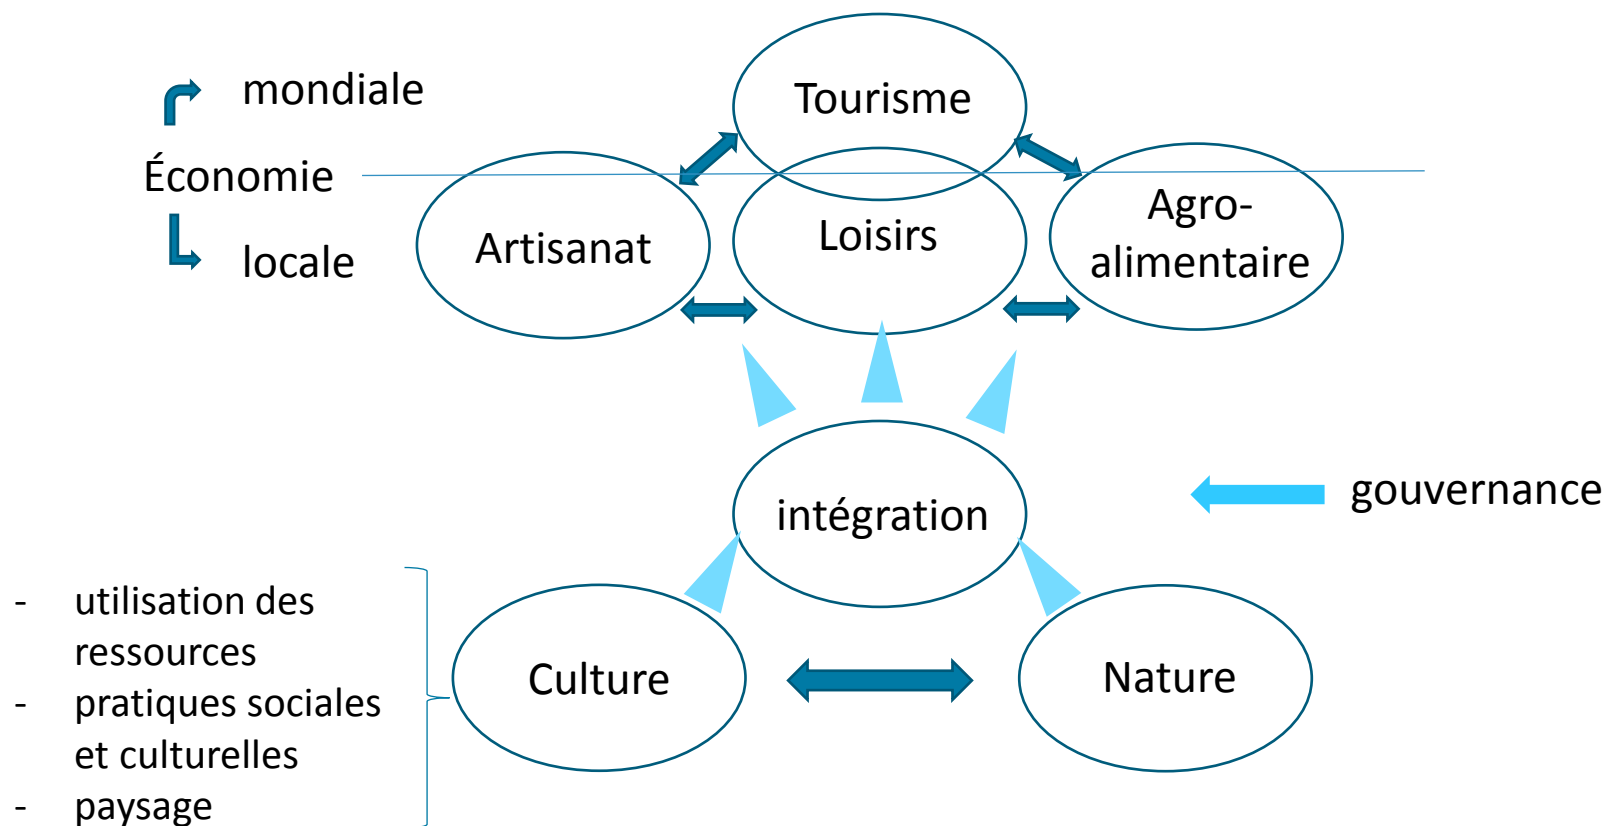 mondiale
Tourisme
Économie
Artisanat
Loisirs
Agro-
alimentaire
locale
intégration
gouvernance
- utilisation des
ressources
- pratiques sociales
et culturelles
- paysage
Culture
Nature